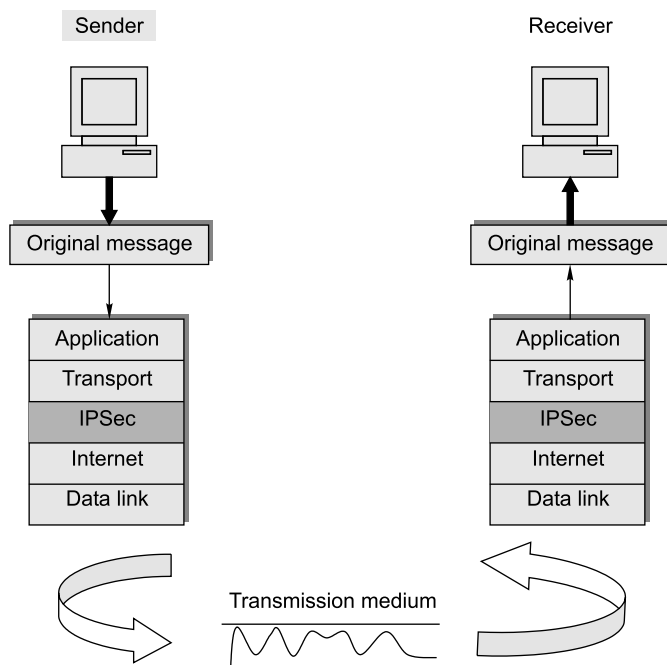 Sender
Receiver
Original message
Original message
Application
Transport
IPSec
Internet
Data link
Application
Transport
IPSec
Internet
Data link
Transmission medium